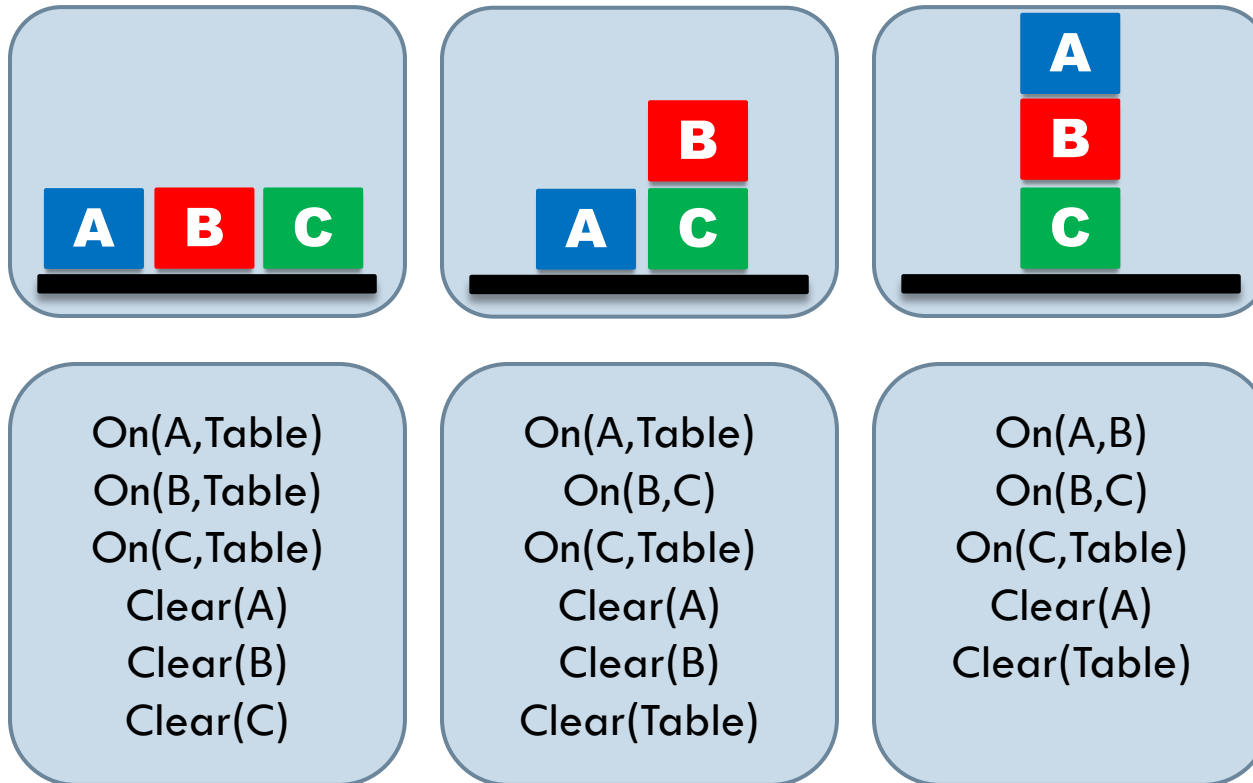 A B C
B
A C
A
B
C
On(A,Table)
On(B,Table)
On(C,Table)
Clear(A)
Clear(B)
Clear(C)
On(A,Table)
On(B,C)
On(C,Table)
Clear(A)
Clear(B)
Clear(Table)
On(A,B)
On(B,C)
On(C,Table)
Clear(A)
Clear(Table)